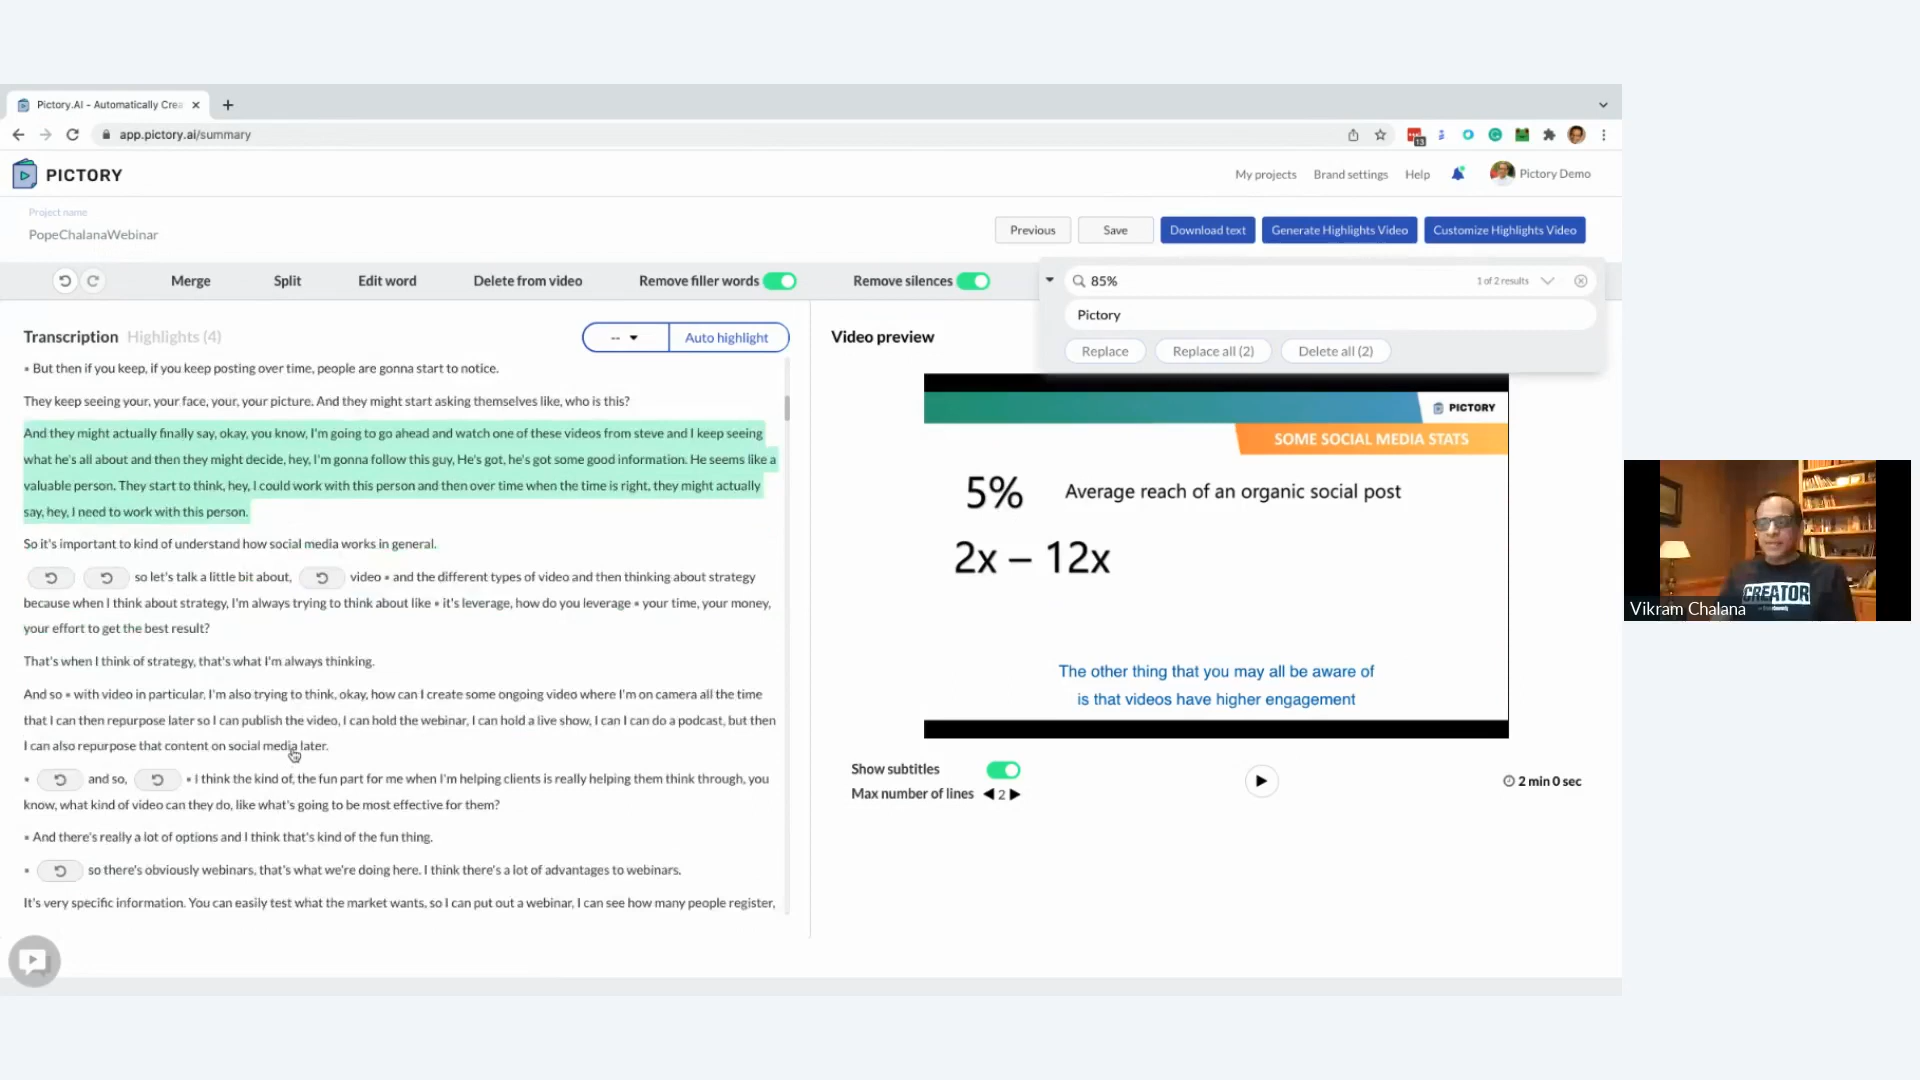 Pictory.AI - Automatically Crea
app.pictory.ai/summary
13
PICTORY
My projects
Brand settings
Help
Pictory Demo
Project name
PopeChalanaWebinar
Previous
Save
Download text
Generate Highlights Video
Customize Highlights Video
Merge
Split
Edit word
Delete from video
Remove filler words
Remove silences
85%
1 of 2 results
Pictory
Replace
Replace all (2)
Delete all (2)
Transcription
Highlights (4)
--
Auto highlight
• But then if you keep, if you keep posting over time, people are gonna start to notice.
They keep seeing your, your face, your, your picture. And they might start asking themselves like, who is this?
And they might actually finally say, okay, you know, I'm going to go ahead and watch one of these videos from steve and I keep seeing
what he's all about and then they might decide, hey, I'm gonna follow this guy, He's got, he's got some good information. He seems like a
valuable person. They start to think, hey, I could work with this person and then over time when the time is right, they might actually
say, hey, I need to work with this person.
So it's important to kind of understand how social media works in general.
so let's talk a little bit about, video • and the different types of video and then thinking about strategy
because when I think about strategy, I'm always trying to think about like • it's leverage, how do you leverage • your time, your money,
your effort to get the best result?
That's when I think of strategy, that's what I'm always thinking.
And so • with video in particular, I'm also trying to think, okay, how can I create some ongoing video where I'm on camera all the time
that I can then repurpose later so I can publish the video, I can hold the webinar, I can hold a live show, I can I can do a podcast, but then
I can also repurpose that content on social media later.
• and so, • I think the kind of, the fun part for me when I'm helping clients is really helping them think through, you
know, what kind of video can they do, like what's going to be most effective for them?
• And there's really a lot of options and I think that's kind of the fun thing.
• so there's obviously webinars, that's what we're doing here. I think there's a lot of advantages to webinars.
It's very specific information. You can easily test what the market wants, so I can put out a webinar, I can see how many people register,
Video preview
PICTORY
SOME SOCIAL MEDIA STATS
5% Average reach of an organic social post
2x – 12x
The other thing that you may all be aware of
is that videos have higher engagement
Show subtitles
Max number of lines 2
2 min 0 sec
CREATOR
Vikram Chalana